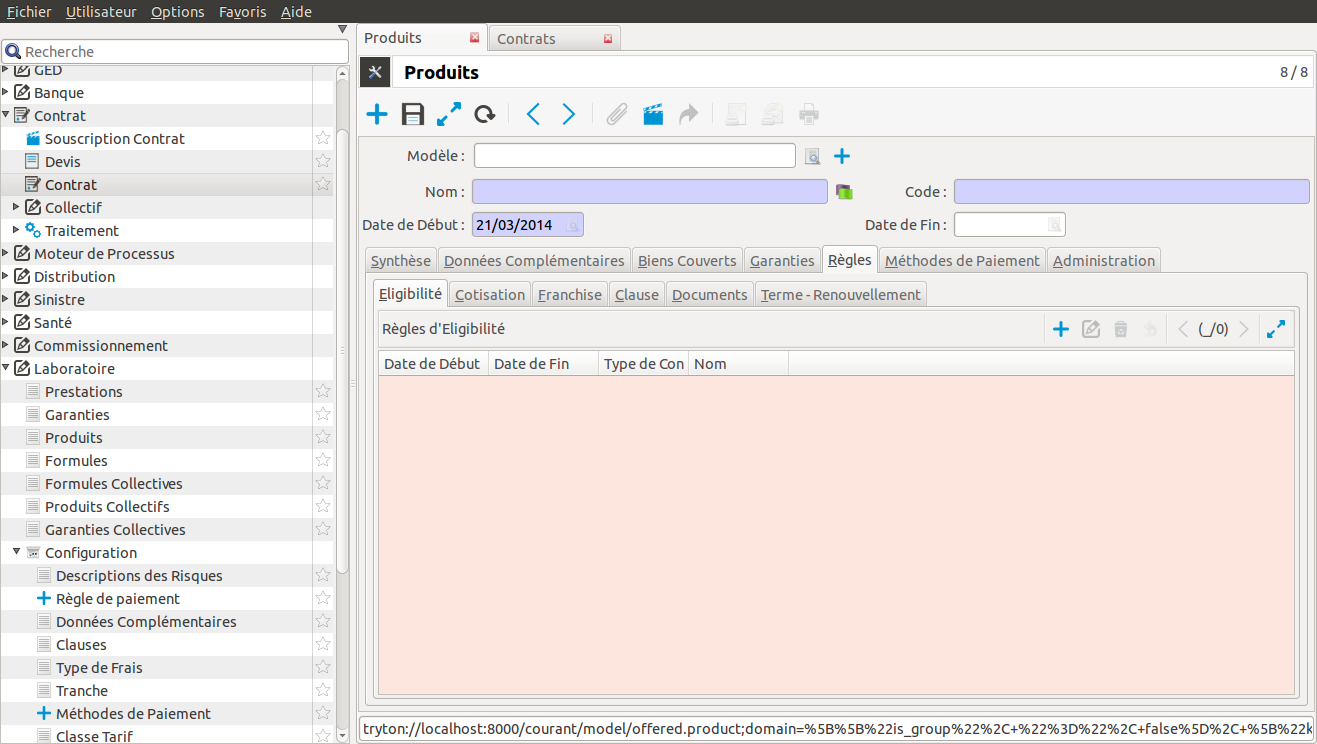 Fichier Utilisateur Options Favoris Aide
Recherche
GED
Banque
Contrat
Souscription Contrat
Devis
Contrat
Collectif
Traitement
Moteur de Processus
Distribution
Sinistre
Santé
Commissionnement
Laboratoire
Prestations
Garanties
Produits
Formules
Formules Collectives
Produits Collectifs
Garanties Collectives
Configuration
Descriptions des Risques
Règle de paiement
Données Complémentaires
Clauses
Type de Frais
Tranche
Méthodes de Paiement
Classe Tarif
Produits Contrats
Produits 8 / 8
Modèle :
Nom : Code :
Date de Début : 21/03/2014 Date de Fin :
Synthèse Données Complémentaires Biens Couverts Garanties Règles Méthodes de Paiement Administration
Eligibilité Cotisation Franchise Clause Documents Terme - Renouvellement
Règles d'Eligibilité (_/0)
Date de Début Date de Fin Type de Con Nom
tryton://localhost:8000/courant/model/offered.product;domain=%5B%5B%22is_group%22%2C+%22%3D%22%2C+false%5D%2C+%5B%22k